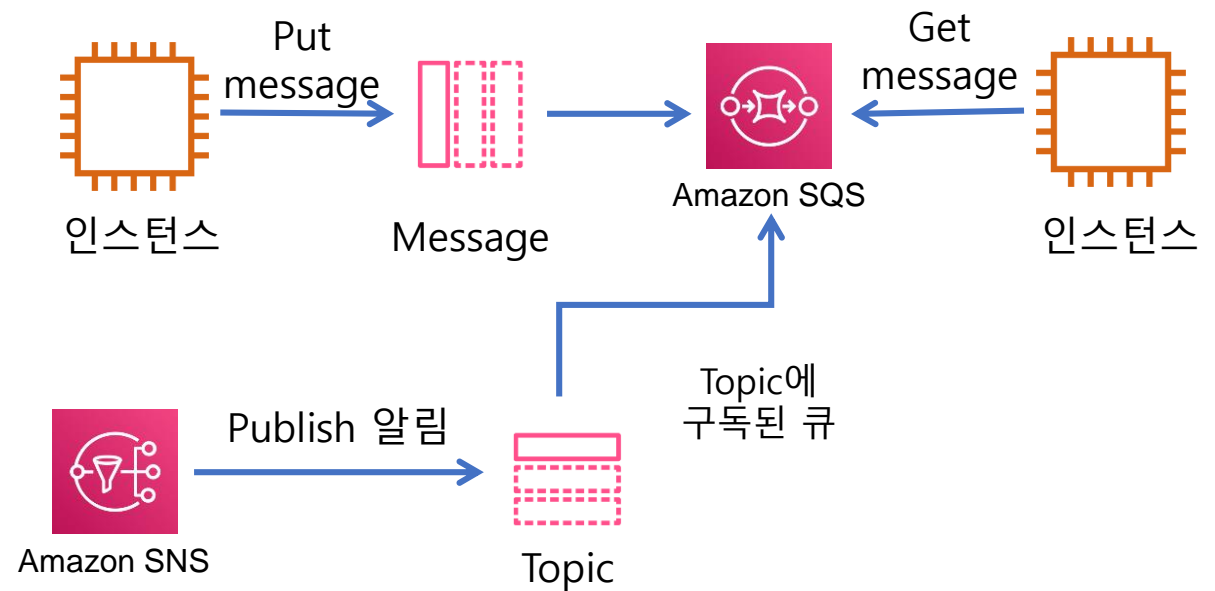 Put
message
Get
message
Amazon SQS
인스턴스
Message
인스턴스
Topic에
구독된 큐
Publish 알림
Amazon SNS
Topic